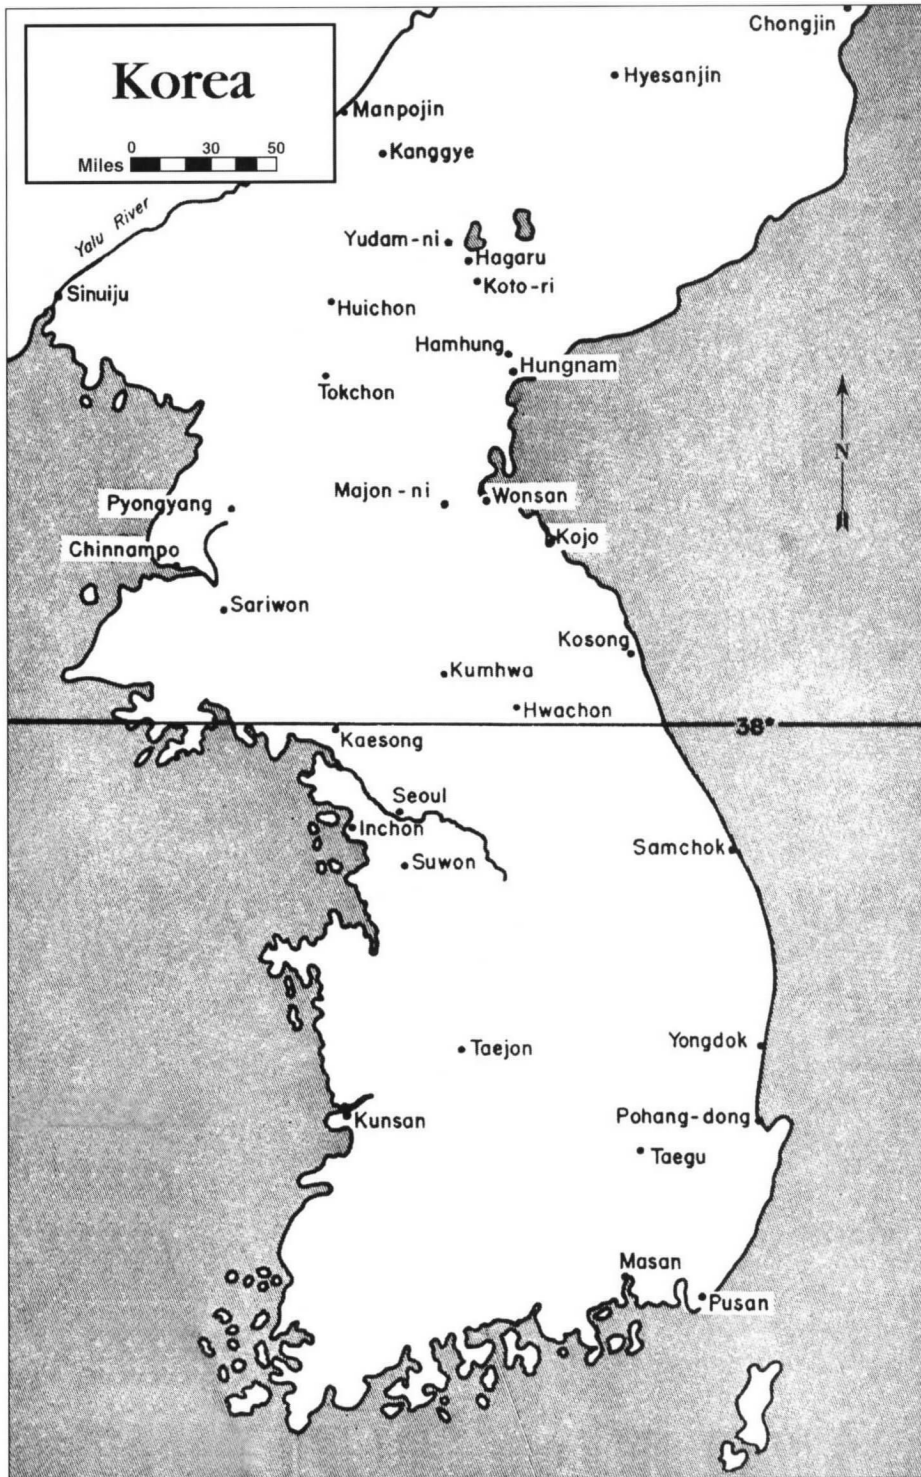 Chongjin
Korea
Hyesanjin
Manpojin
0 30 50
Miles
Kanggye
Yalu River
Yudam-ni
Hagaru
Koto-ri
Sinuiju
Huichon
Hamhung
Hungnam
Tokchon
N
Majon-ni
Wonsan
Pyongyang
Kojo
Chinnampo
Sariwon
Kosong
Kumhwa
Hwachon
38°
Kaesong
Seoul
Inchon
Samchok
Suwon
Yongdok
Taejon
Pohang-dong
Kunsan
Taegu
Masan
Pusan